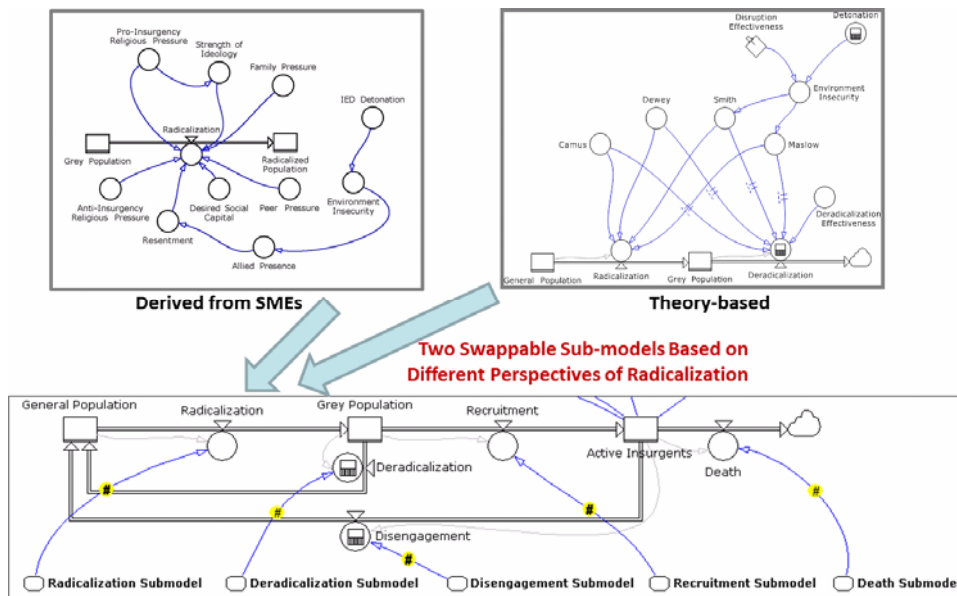 Pro-Insurgency
Religious Pressure
Strength of
Ideology
Family Pressure
IED Detonation
Radicalization
Grey Population
Radicalized
Population
Anti-Insurgency
Religious Pressure
Desired Social
Capital
Peer Pressure
Environment
Insecurity
Resentment
Allied Presence
Derived from SMEs
Disruption
Effectiveness
Detonation
Environment
Insecurity
Dewey
Smith
Camus
Maslow
Deradicalization
Effectiveness
General Population
Radicalization
Grey Population
Deradicalization
Theory-based
Two Swappable Sub-models Based on
Different Perspectives of Radicalization
General Population
Radicalization
Grey Population
Recruitment
Active Insurgents
Death
Deradicalization
#
#
#
#
Disengagement
#
Radicalization Submodel
Deradicalization Submodel
Disengagement Submodel
Recruitment Submodel
Death Submode